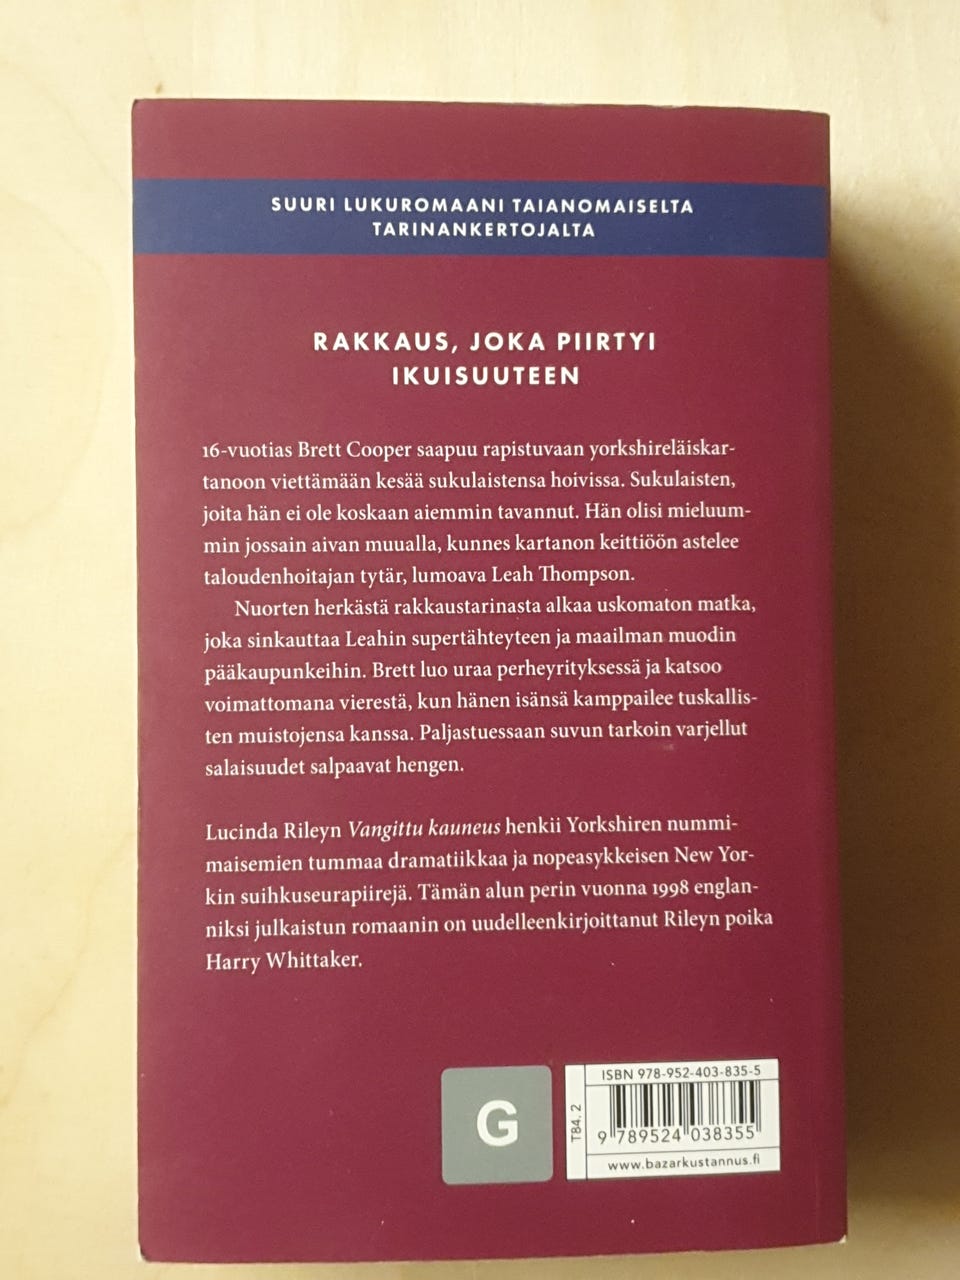 SUURI LUKUROMAANI TAIANOMAISELTA
TARINANKERTOJALTA
RAKKAUS, JOKA PIIRTYI
IKUISUUTEEN
16-vuotias Brett Cooper saapuu rapistuvaan yorkshireläiskar-
tanoon viettämään kesää sukulaistensa hoivissa. Sukulaisten,
joita hän ei ole koskaan aiemmin tavannut. Hän olisi mieluum-
min jossain aivan muualla, kunnes kartanon keittiöön astelee
taloudenhoitajan tytär, lumoava Leah Thompson.
Nuorten herkästä rakkaustarinasta alkaa uskomaton matka,
joka sinkauttaa Leahin supertähteyteen ja maailman muodin
pääkaupunkeihin. Brett luo uraa perheyrityksessä ja katsoo
voimattomana vierestä, kun hänen isänsä kamppailee tuskallis-
ten muistojensa kanssa. Paljastuessaan suvun tarkoin varjellut
salaisuudet salpaavat hengen.
Lucinda Rileyn Vangittu kauneus henkii Yorkshiren nummi-
maisemien tummaa dramatiikkaa ja nopeasykkeisen New Yor-
kin suihkuseurapiirejä. Tämän alun perin vuonna 1998 englan-
niksi julkaistun romaanin on uudelleenkirjoittanut Rileyn poika
Harry Whittaker.
G
T84.2
ISBN 978-952-403-835-5
9 789524 038355
www.bazarkustannus.fi